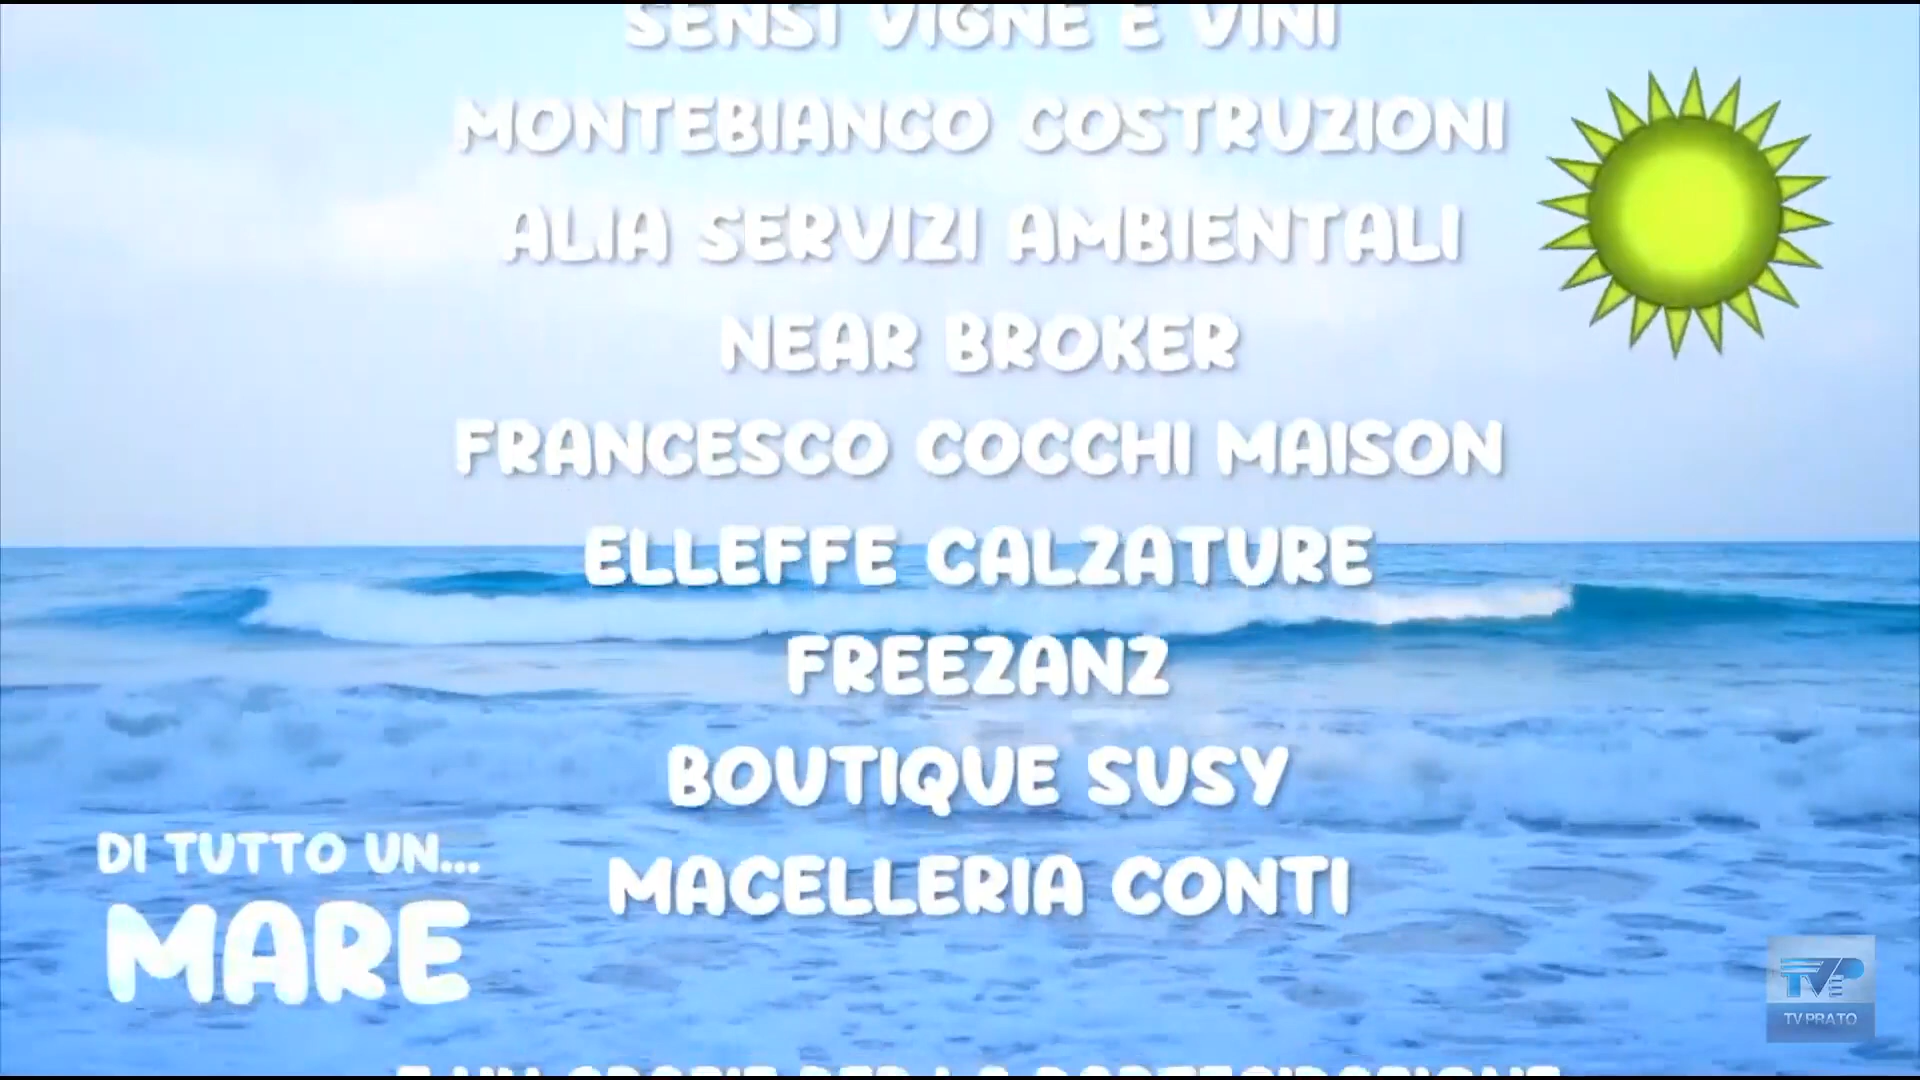 SENSI VIGNE E VINI
MONTEBIANCO COSTRUZIONI
ALIA SERVIZI AMBIENTALI
NEAR BROKER
FRANCESCO COCCHI MAISON
ELLEFFE CALZATURE
FREEZANZ
BOUTIQUE SUSY
MACELLERIA CONTI
DI TUTTO UN...
MARE
TVP
TV PRATO